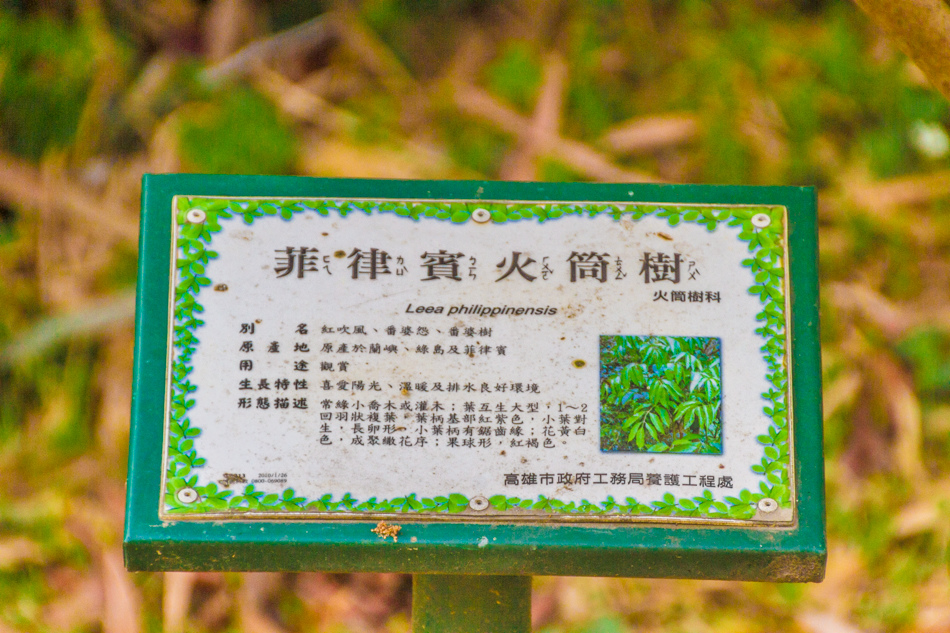 菲律賓火筒樹
火筒樹科
Leea philippinensis
別名 紅吹風、番婆怨、番婆樹
原產地 原產於蘭嶼、綠島及菲律賓
用途 觀賞
生長特性 喜愛陽光、溫暖及排水良好環境
形態描述 常綠小喬木或灌木；葉互生大型，1～2
回羽狀複葉，葉柄基部紅紫色，小葉對
生，長卵形，小葉柄有鋸齒緣；花黃白
色，成聚繖花序；果球形，紅褐色。
高雄市政府工務局養護工程處